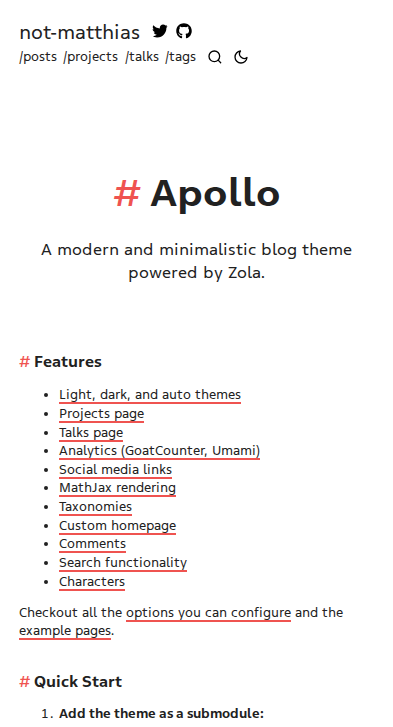 not-matthias
/posts /projects /talks /tags
# Apollo
A modern and minimalistic blog theme
powered by Zola.
# Features
• Light, dark, and auto themes
• Projects page
• Talks page
• Analytics (GoatCounter, Umami)
• Social media links
• MathJax rendering
• Taxonomies
• Custom homepage
• Comments
• Search functionality
• Characters
Checkout all the options you can configure and the
example pages.
# Quick Start
1. Add the theme as a submodule: